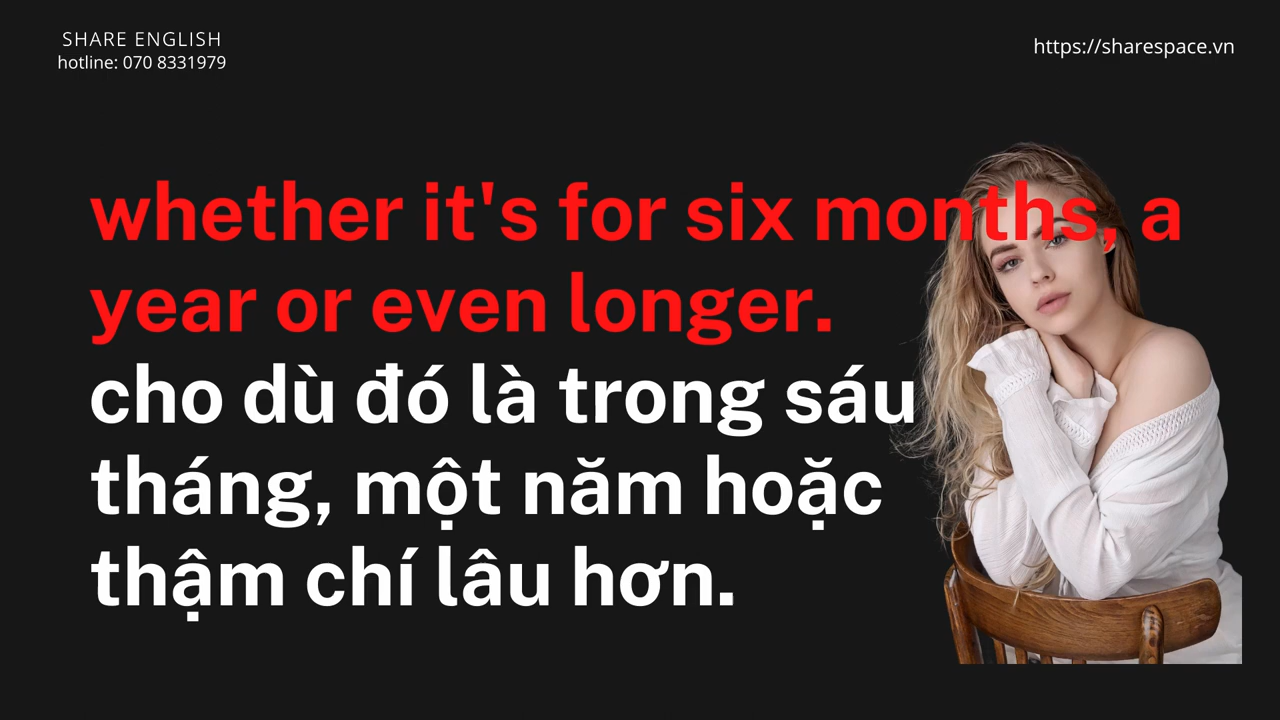 SHARE ENGLISH
hotline: 070 8331979
https://sharespace.vn
whether it's for six months, a
year or even longer.
cho dù đó là trong sáu
tháng, một năm hoặc
thậm chí lâu hơn.